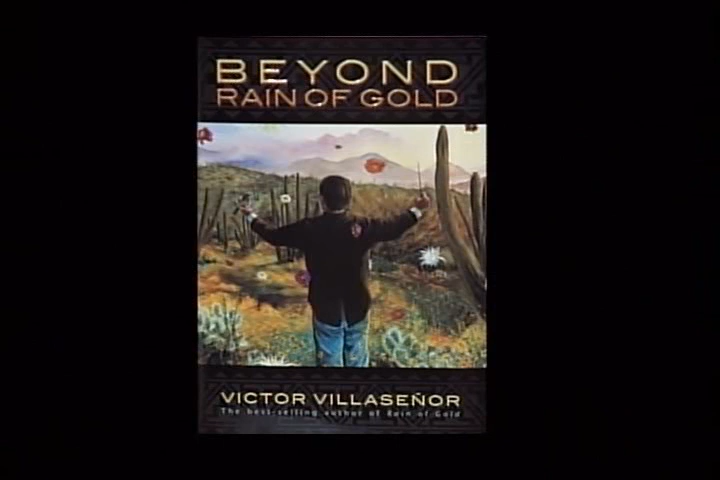 BEYOND
RAIN OF GOLD
VICTOR VILLASEÑOR
The best-selling author of Rain of Gold